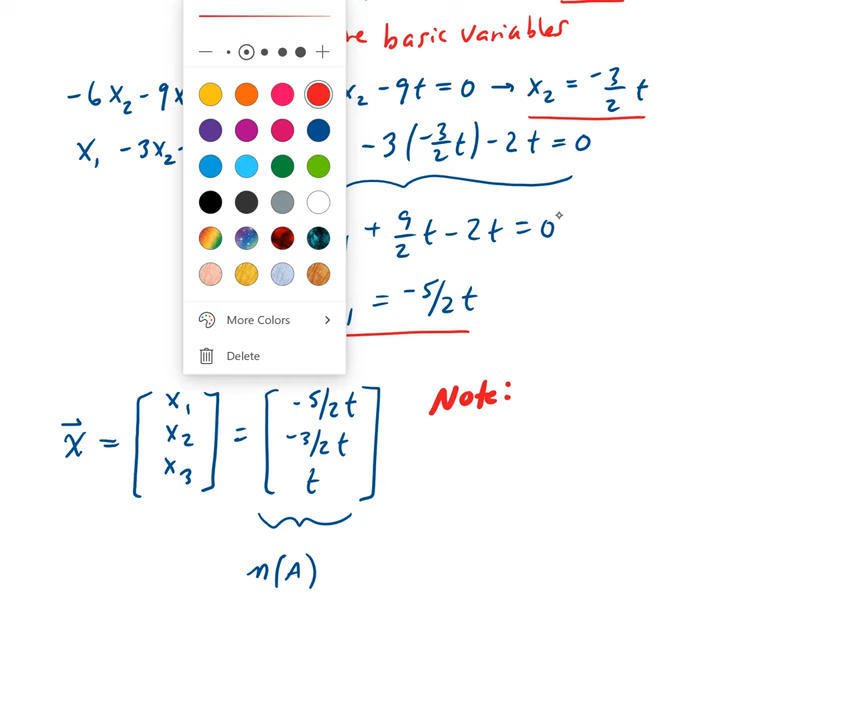 re basic variables
-6x₂ - 9x x₂ - 9t = 0 → x₂ = -3/2 t
x₁ - 3x₂ - 3(-3/2 t) - 2t = 0
+ 9/2 t - 2t = 0
₁ = -5/2 t
More Colors
Delete
Note:
x⃗ = [x₁ x₂ x₃] = [-5/2 t -3/2 t t]
n(A)